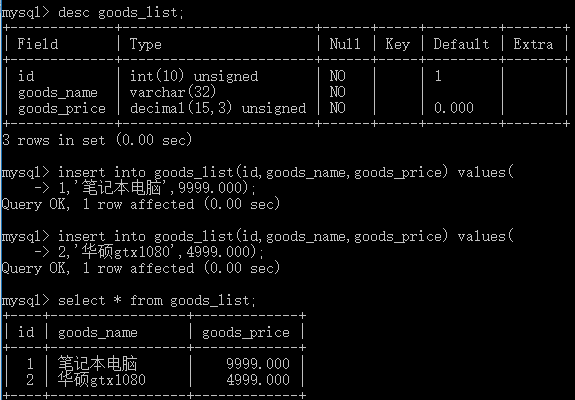 mysql> desc goods_list;
+-------------+------------------------+------+-----+---------+-------+
| Field       | Type                   | Null | Key | Default | Extra |
+-------------+------------------------+------+-----+---------+-------+
| id          | int(10) unsigned       | NO   |     | 1       |       |
| goods_name  | varchar(32)            | NO   |     |         |       |
| goods_price | decimal(15,3) unsigned | NO   |     | 0.000   |       |
+-------------+------------------------+------+-----+---------+-------+
3 rows in set (0.00 sec)
mysql> insert into goods_list(id,goods_name,goods_price) values(
    -> 1,'笔记本电脑',9999.000);
Query OK, 1 row affected (0.00 sec)
mysql> insert into goods_list(id,goods_name,goods_price) values(
    -> 2,'华硕gtx1080',4999.000);
Query OK, 1 row affected (0.00 sec)
mysql> select * from goods_list;
+----+-----------------+-------------+
| id | goods_name      | goods_price |
+----+-----------------+-------------+
|  1 | 笔记本电脑      |    9999.000 |
|  2 | 华硕gtx1080     |    4999.000 |
+----+-----------------+-------------+